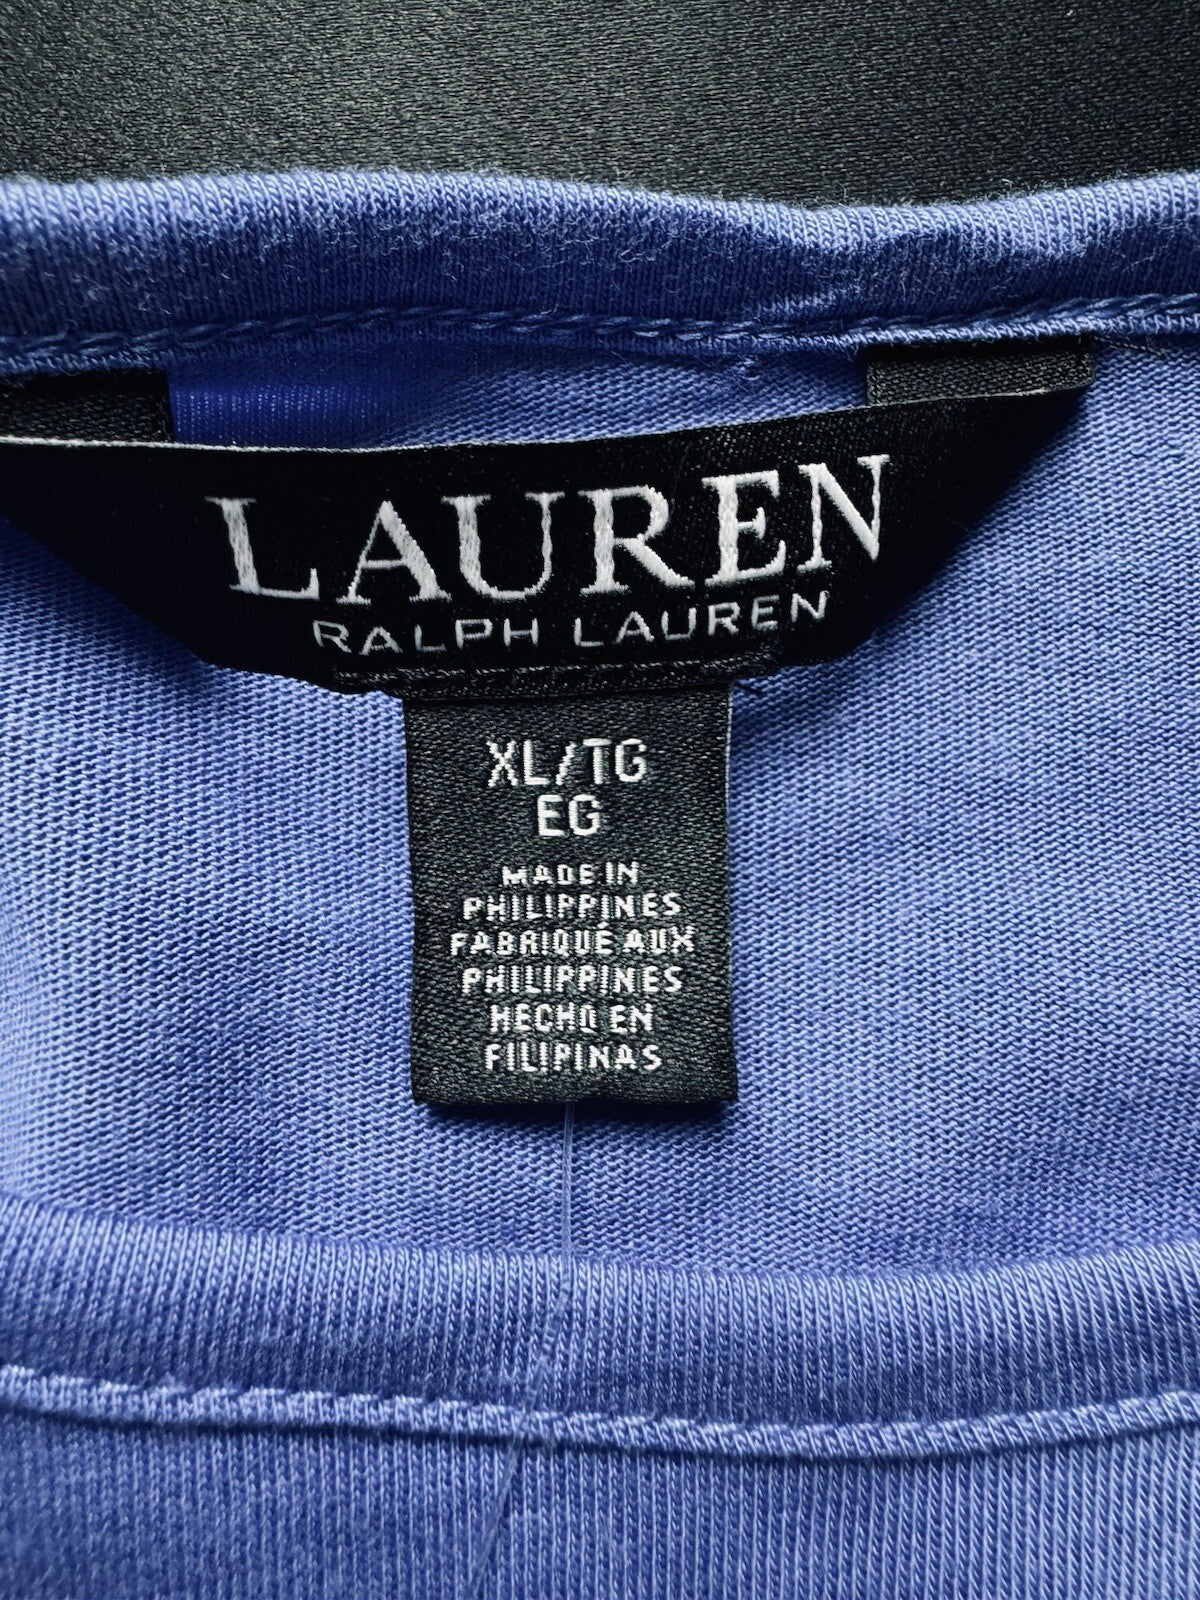 LAUREN
RALPH LAUREN
XL/TG
EG
MADE IN
PHILIPPINES
FABRIQUÉ AUX
PHILIPPINES
HECHO EN
FILIPINAS